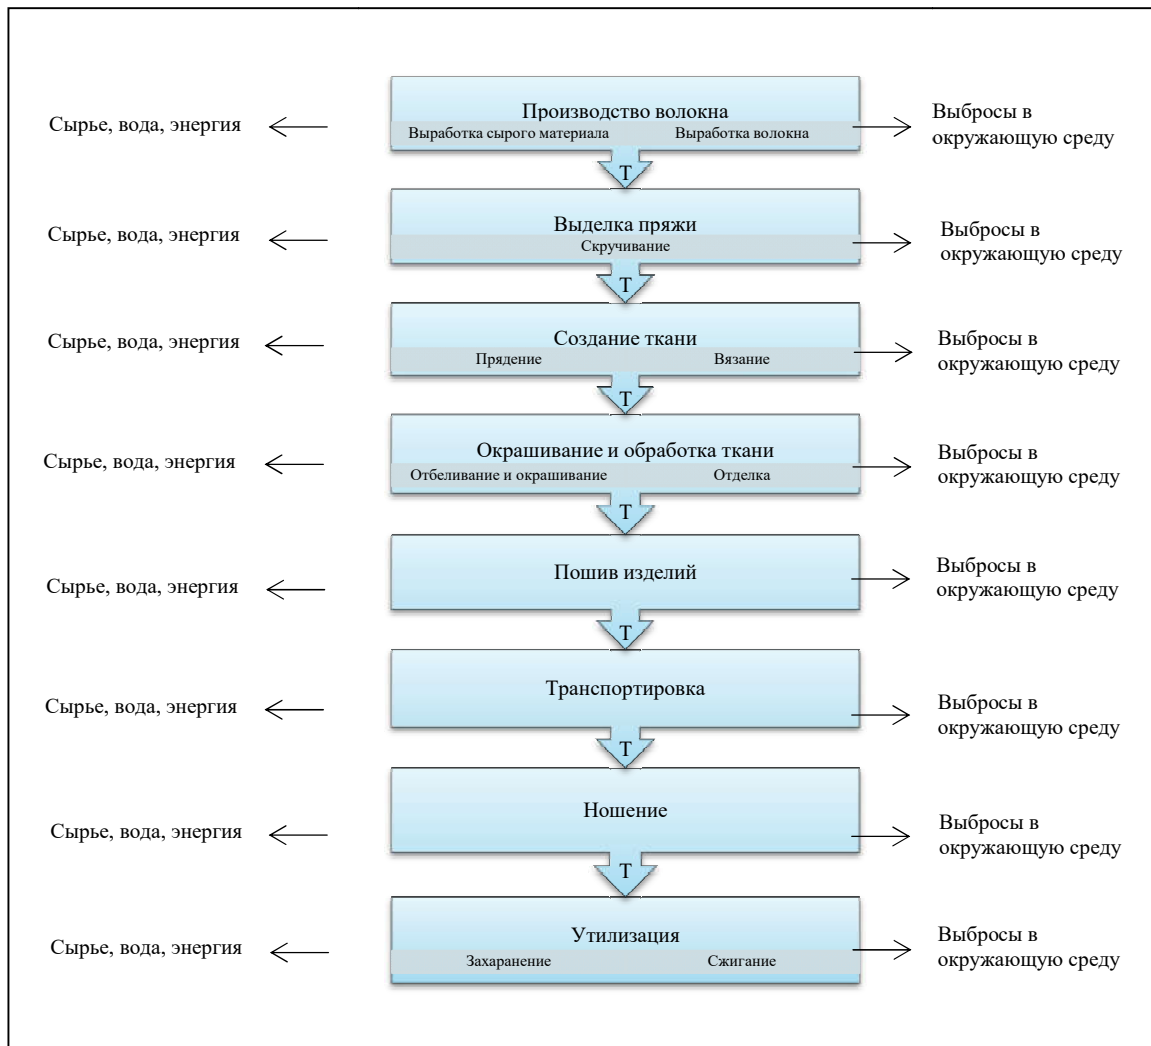 Производство волокна
Сырье, вода, энергия
Выработка сырого материала Выработка волокна
Выбросы в
окружающую среду
Т
Выделка пряжи
Сырье, вода, энергия
Скручивание
Выбросы в
окружающую среду
Т
Создание ткани
Сырье, вода, энергия
Прядение Вязание
Выбросы в
окружающую среду
Т
Окрашивание и обработка ткани
Сырье, вода, энергия
Отбеливание и окрашивание Отделка
Выбросы в
окружающую среду
Т
Пошив изделий
Сырье, вода, энергия
Выбросы в
окружающую среду
Т
Транспортировка
Сырье, вода, энергия
Выбросы в
окружающую среду
Т
Ношение
Сырье, вода, энергия
Выбросы в
окружающую среду
Т
Утилизация
Сырье, вода, энергия
Захаранение Сжигание
Выбросы в
окружающую среду